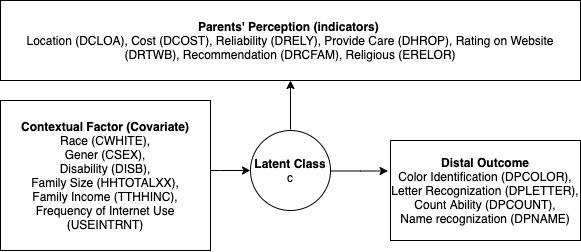 Parents' Perception (indicators)
Location (DCLOA), Cost (DCOST), Reliability (DRELY), Provide Care (DHROP), Rating on Website
(DRTWB), Recommendation (DRCFAM), Religious (ERELOR)
Contextual Factor (Covariate)
Race (CWHITE),
Gener (CSEX),
Disability (DISB),
Family Size (HHTOTALXX),
Family Income (TTHHINC),
Frequency of Internet Use
(USEINTRNT)
Latent Class
c
Distal Outcome
Color Identification (DPCOLOR),
Letter Recognization (DPLETTER),
Count Ability (DPCOUNT),
Name recognization (DPNAME)